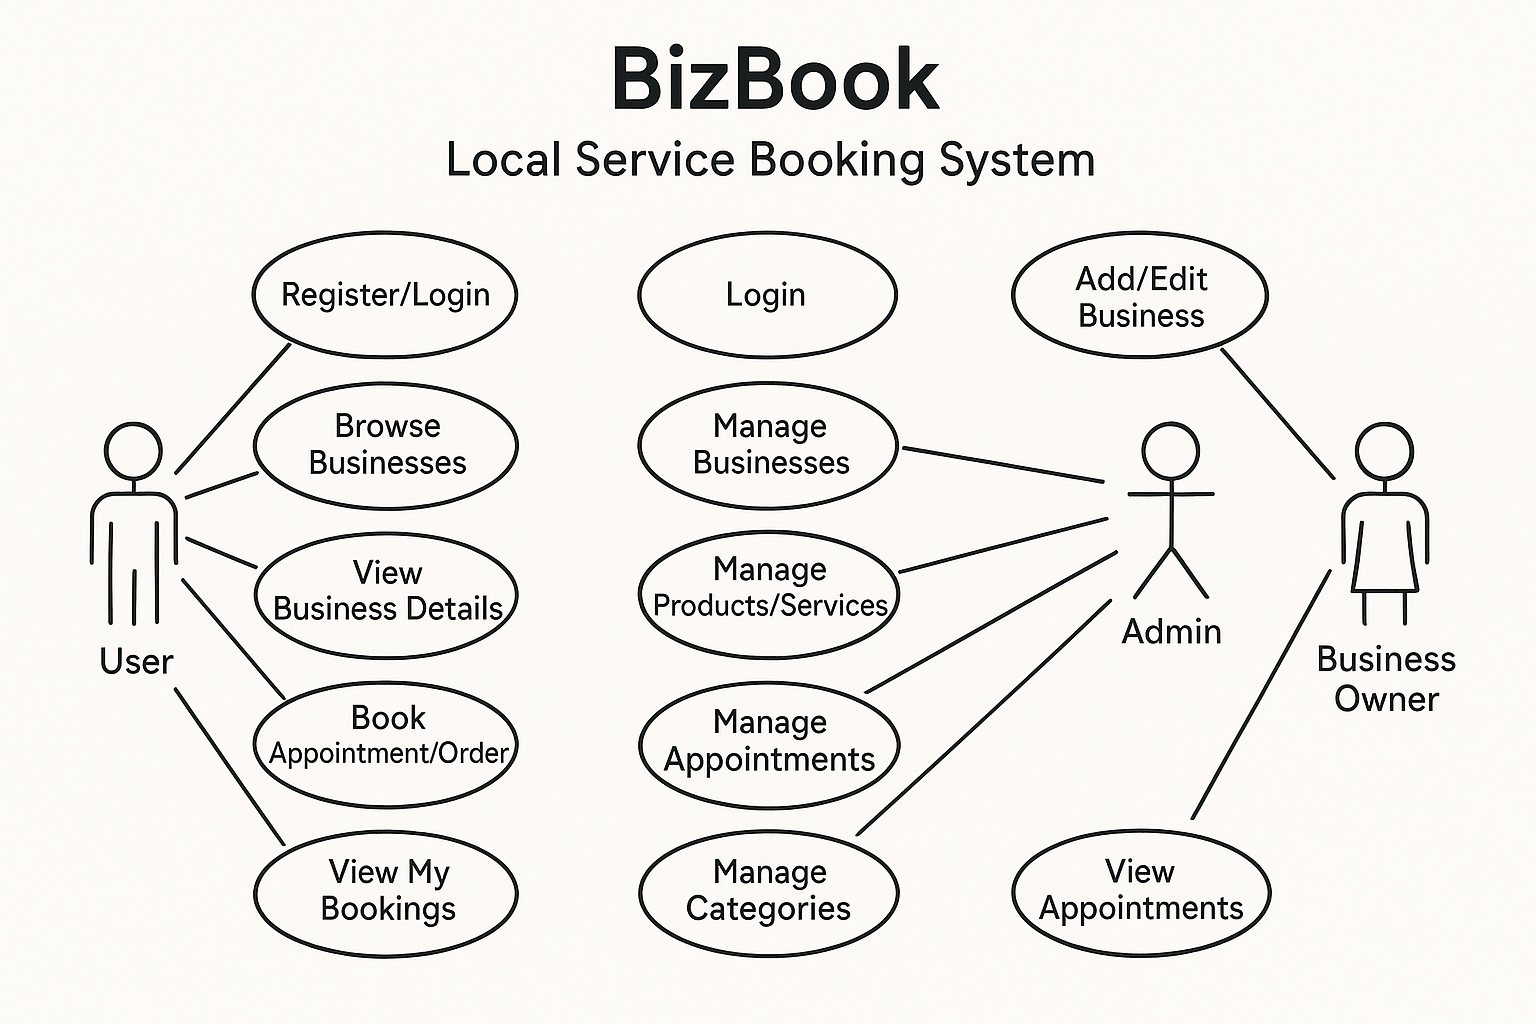 BizBook
Local Service Booking System
Register/Login
Browse
Businesses
View
Business Details
Book
Appointment/Order
View My
Bookings
User
Login
Manage
Businesses
Manage
Products/Services
Manage
Appointments
Manage
Categories
Add/Edit
Business
Admin
Business
Owner
View
Appointments